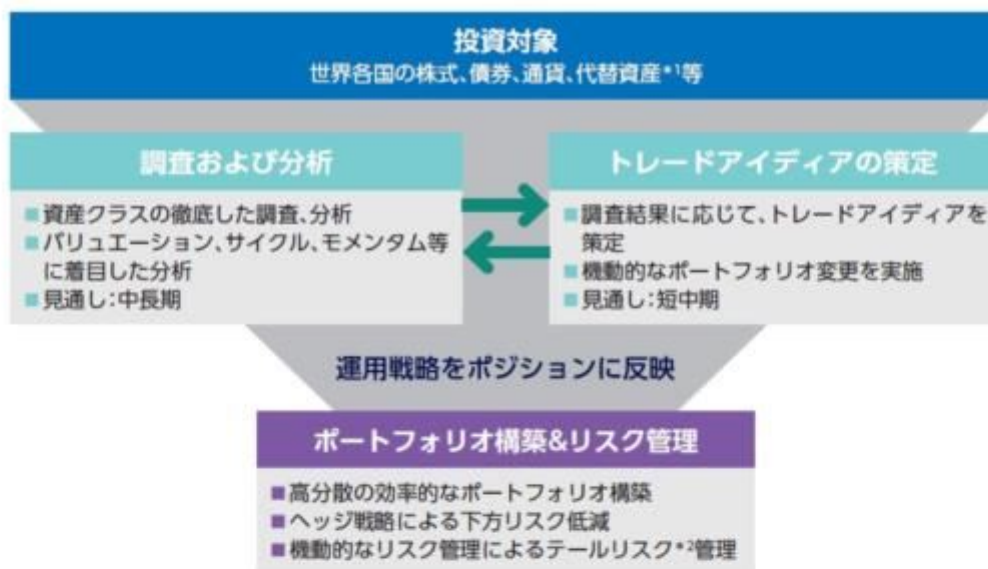 投資対象
世界各国の株式、債券、通貨、代替資産*1等
調査および分析
■資産クラスの徹底した調査、分析
■バリュエーション、サイクル、モメンタム等
に着目した分析
■見通し：中長期
トレードアイディアの策定
■調査結果に応じて、トレードアイディアを
策定
■機動的なポートフォリオ変更を実施
■見通し：短中期
運用戦略をポジションに反映
ポートフォリオ構築&リスク管理
■高分散の効率的なポートフォリオ構築
■ヘッジ戦略による下方リスク低減
■機動的なリスク管理によるテールリスク*2管理